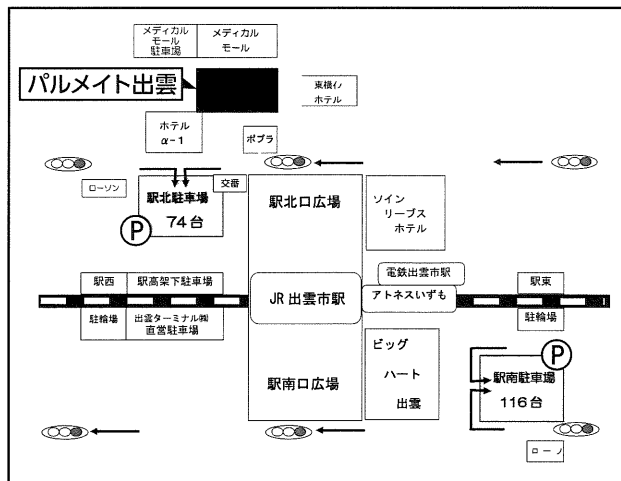 メディカル
モール
駐車場
メディカル
モール
パルメイト出雲
東横イン
ホテル
ホテル
α-1
ポプラ
ローソン
駅北駐車場
74台
P
交番
駅北口広場
ソイン
リーブス
ホテル
駅西
駅高架下駐車場
JR出雲市駅
電鉄出雲市駅
アトネスいずも
駅東
駐輪場
出雲ターミナル㈱
直営駐車場
駐輪場
駅南口広場
ビッグ
ハート
出雲
P
駅南駐車場
116台